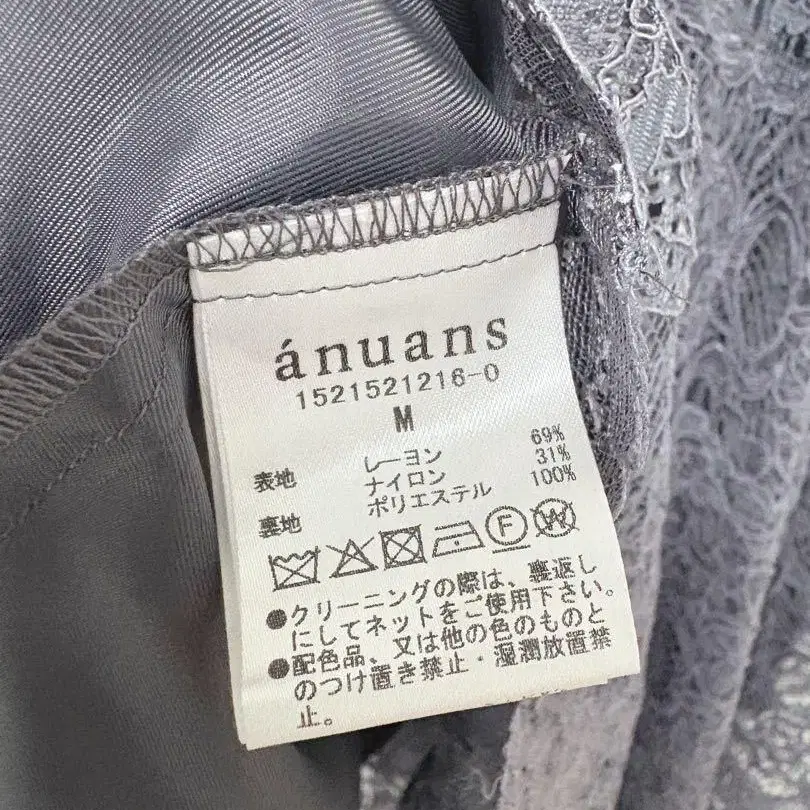 ánuans
1521521216-0
M
表地 レーヨン 69%
ナイロン 31%
裏地 ポリエステル 100%
F W
●クリーニングの際は、裏返し
にしてネットをご使用下さい。
●配色品、又は他の色のものと
のつけ置き禁止・湿潤放置禁
止。